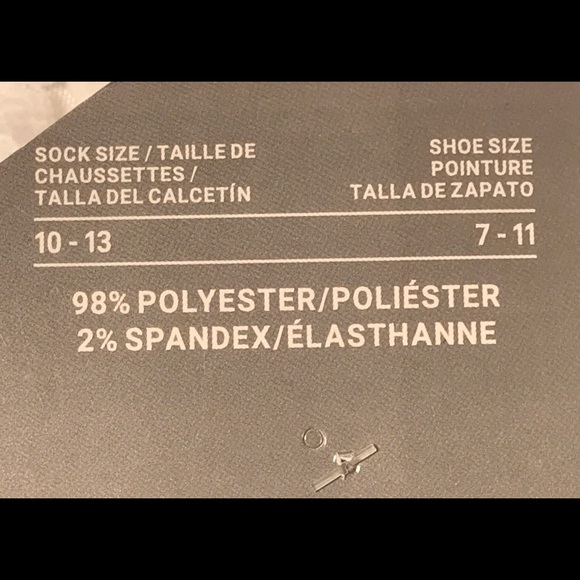 SOCK SIZE / TAILLE DE
CHAUSSETTES /
TALLA DEL CALCETÍN
SHOE SIZE
POINTURE
TALLA DE ZAPATO
10 - 13
7 - 11
98% POLYESTER/POLIÉSTER
2% SPANDEX/ÉLASTHANNE